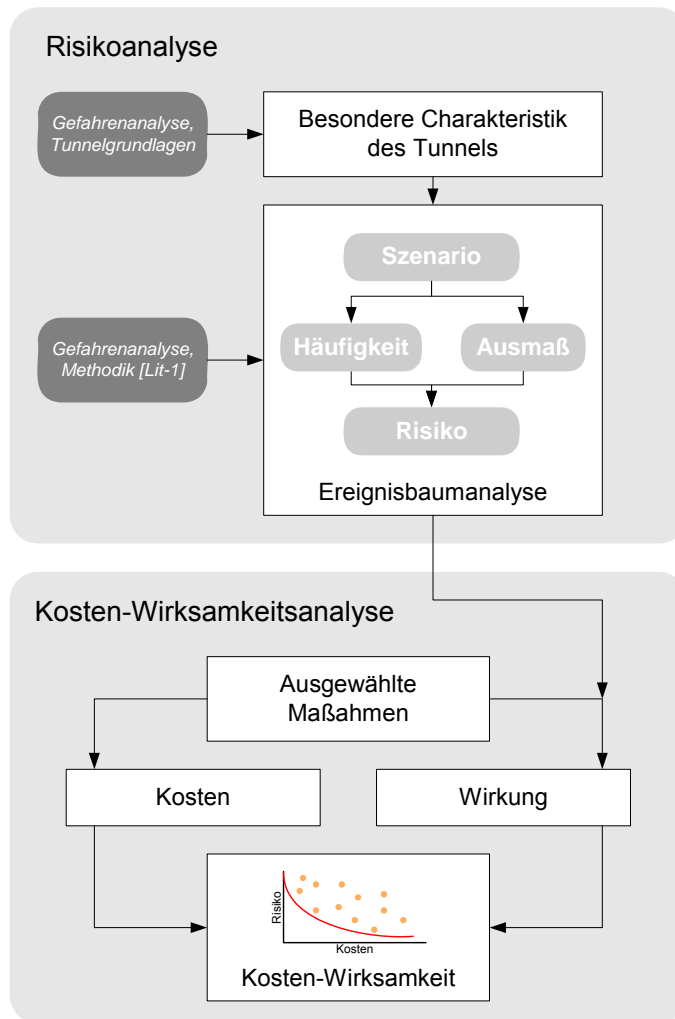 Risikoanalyse
Gefahrenanalyse,
Tunnelgrundlagen
Besondere Charakteristik
des Tunnels
Szenario
Häufigkeit
Ausmaß
Gefahrenanalyse,
Methodik [Lit-1]
Risiko
Ereignisbaumanalyse
Kosten-Wirksamkeitsanalyse
Ausgewählte
Maßahmen
Kosten
Wirkung
Risiko
Kosten
Kosten-Wirksamkeit